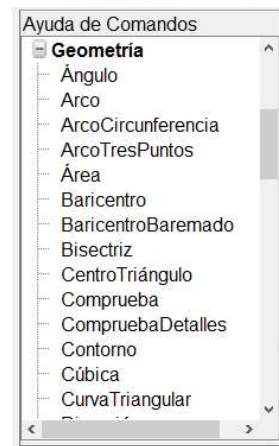 Ayuda de Comandos
Geometría
Ángulo
Arco
ArcoCircunferencia
ArcoTresPuntos
Área
Baricentro
BaricentroBaremado
Bisectriz
CentroTriángulo
Comprueba
CompruebaDetalles
Contorno
Cúbica
CurvaTriangular